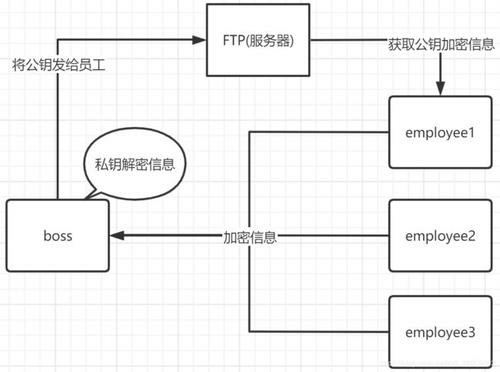 FTP(服务器)
将公钥发给员工
获取公钥加密信息
employee1
私钥解密信息
boss
加密信息
employee2
employee3